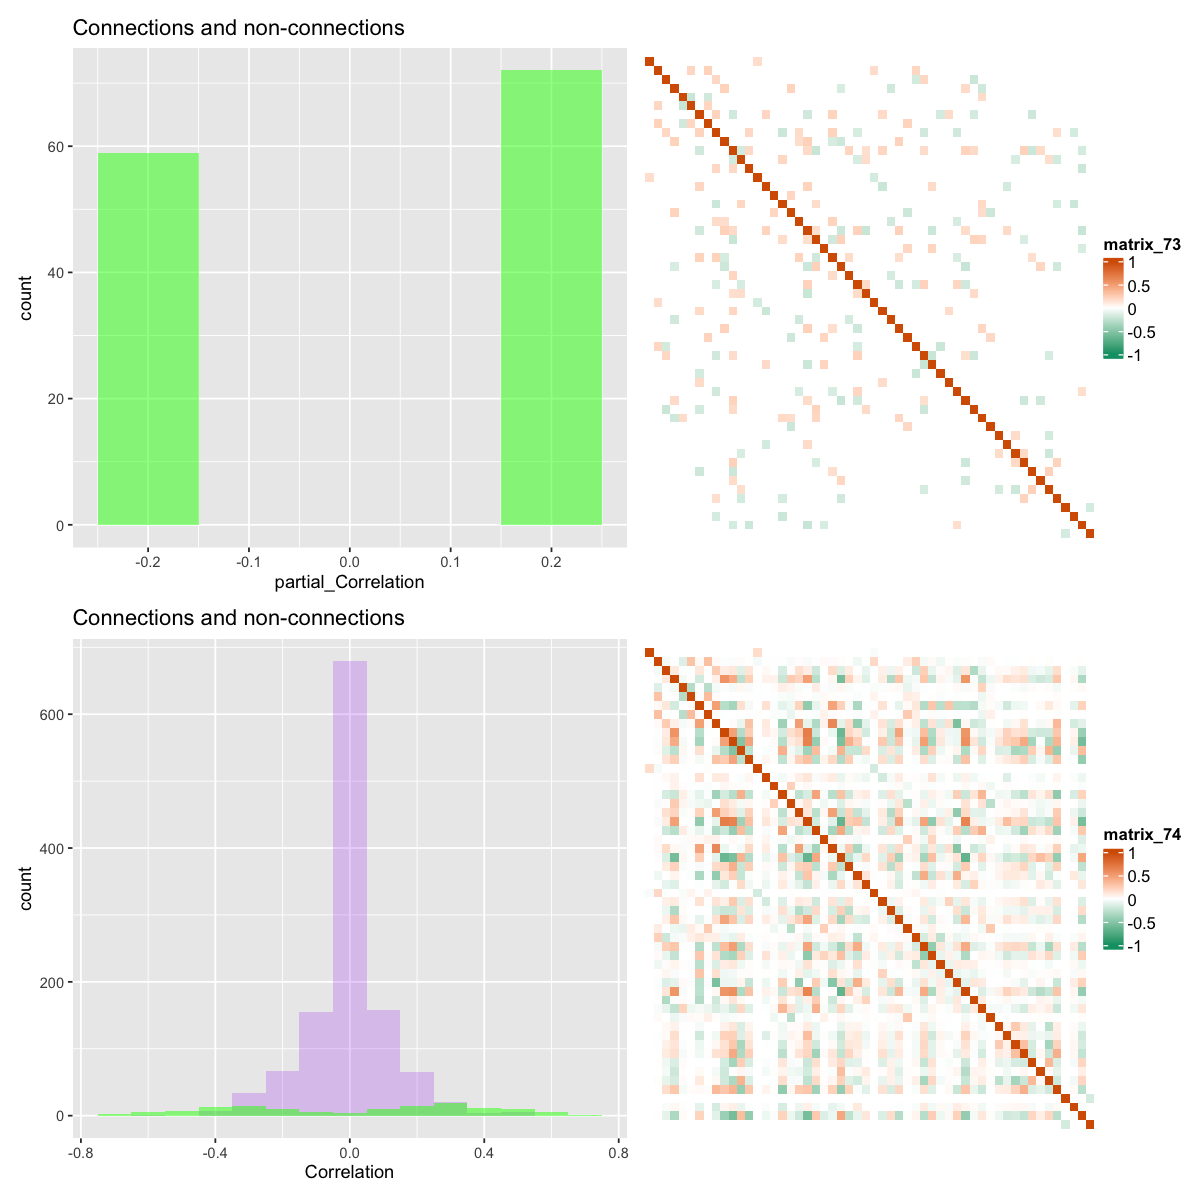 Connections and non-connections
count
60
40
20
0
-0.2 -0.1 0.0 0.1 0.2
partial_Correlation
matrix_73
1
0.5
0
-0.5
-1
Connections and non-connections
count
600
400
200
0
-0.8 -0.4 0.0 0.4 0.8
Correlation
matrix_74
1
0.5
0
-0.5
-1